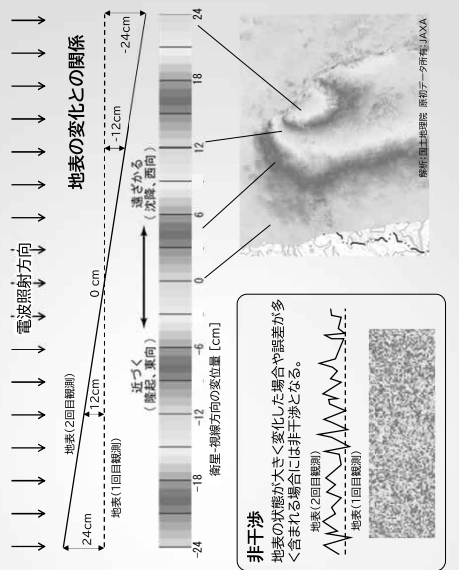 電波照射方向
地表の変化との関係
24cm
地表(2回目観測)
12cm
地表(1回目観測)
0 cm
-12cm
-24cm
近づく
(隆起、東向)
遠ざかる
(沈降、西向)
-24
-18
-12
-6
0
6
12
18
24
衛星-視線方向の変位量 [cm]
非干渉
地表の状態が大きく変化した場合や誤差が多
く含まれる場合には非干渉となる。
地表(2回目観測)
地表(1回目観測)
解析:国土地理院 原初データ所有:JAXA